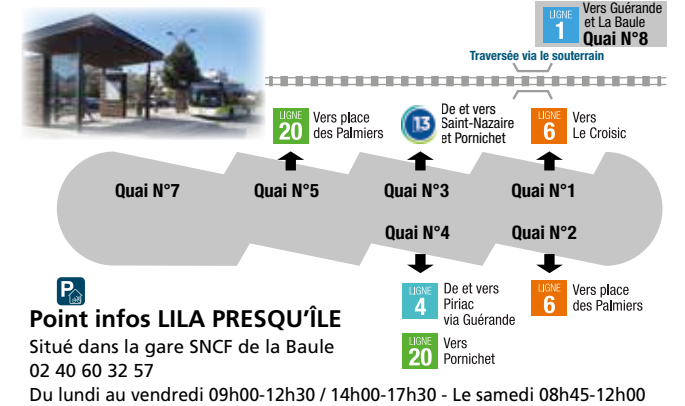 LIGNE
1
Vers Guérande
et La Baule
Quai N°8
Traversée via le souterrain
LIGNE
20
Vers place
des Palmiers
13
De et vers
Saint-Nazaire
et Pornichet
LIGNE
6
Vers
Le Croisic
Quai N°7
Quai N°5
Quai N°3
Quai N°1
Quai N°4
Quai N°2
LIGNE
4
De et vers
Piriac
via Guérande
LIGNE
20
Vers
Pornichet
LIGNE
6
Vers place
des Palmiers
P
Point infos LILA PRESQU'ÎLE
Situé dans la gare SNCF de la Baule
02 40 60 32 57
Du lundi au vendredi 09h00-12h30 / 14h00-17h30 - Le samedi 08h45-12h00